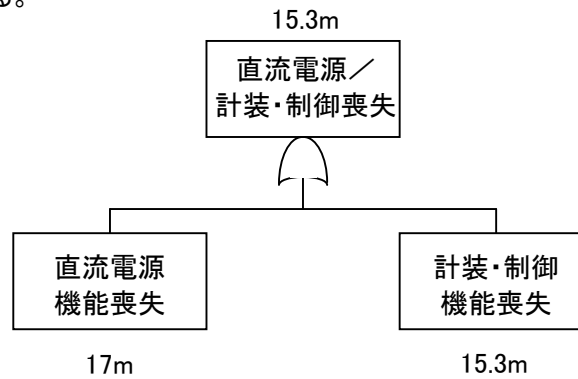 る。
15.3m
直流電源／
計装・制御喪失
直流電源
機能喪失
計装・制御
機能喪失
17m
15.3m